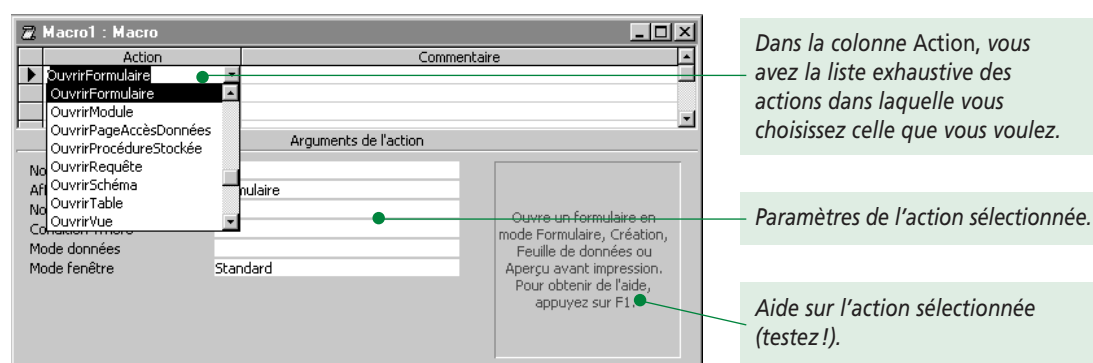 Macro1 : Macro
Action
Commentaire
OuvrirFormulaire
OuvrirFormulaire
OuvrirModule
OuvrirPageAccèsDonnées
OuvrirProcédureStockée
OuvrirRequête
OuvrirSchéma
OuvrirTable
OuvrirVue
Arguments de l'action
Mode données
Mode fenêtre
Standard
Ouvre un formulaire en
mode Formulaire, Création,
Feuille de données ou
Aperçu avant impression.
Pour obtenir de l'aide,
appuyez sur F1.
Dans la colonne Action, vous
avez la liste exhaustive des
actions dans laquelle vous
choisissez celle que vous voulez.
Paramètres de l'action sélectionnée.
Aide sur l'action sélectionnée
(testez !).